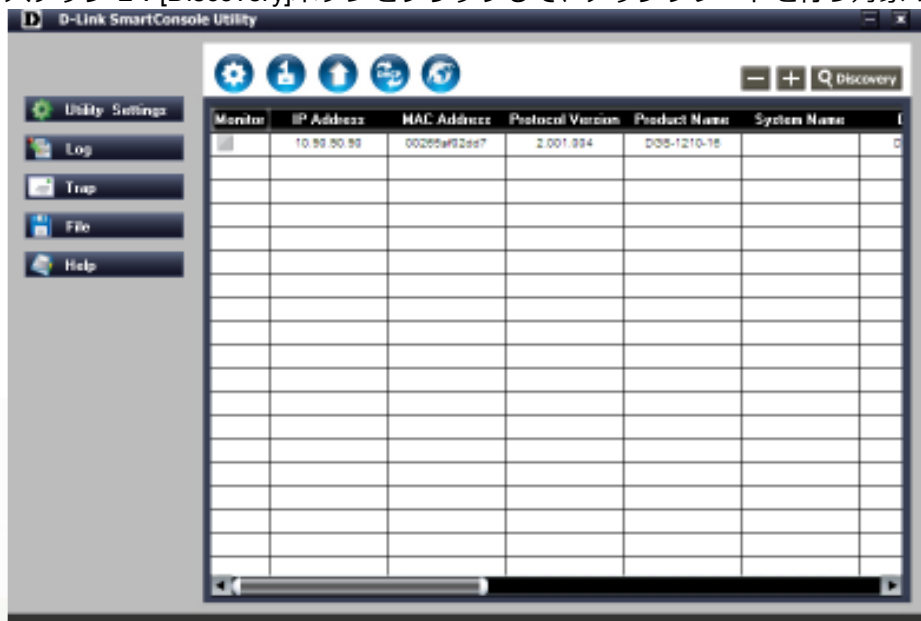 D-Link SmartConsole Utility
Discovery
Utility Settings
Log
Trap
File
Help
Monitor IP Address MAC Address Protocol Version Product Name System Name
10.90.90.90 2.001.004 DGS-1210-16